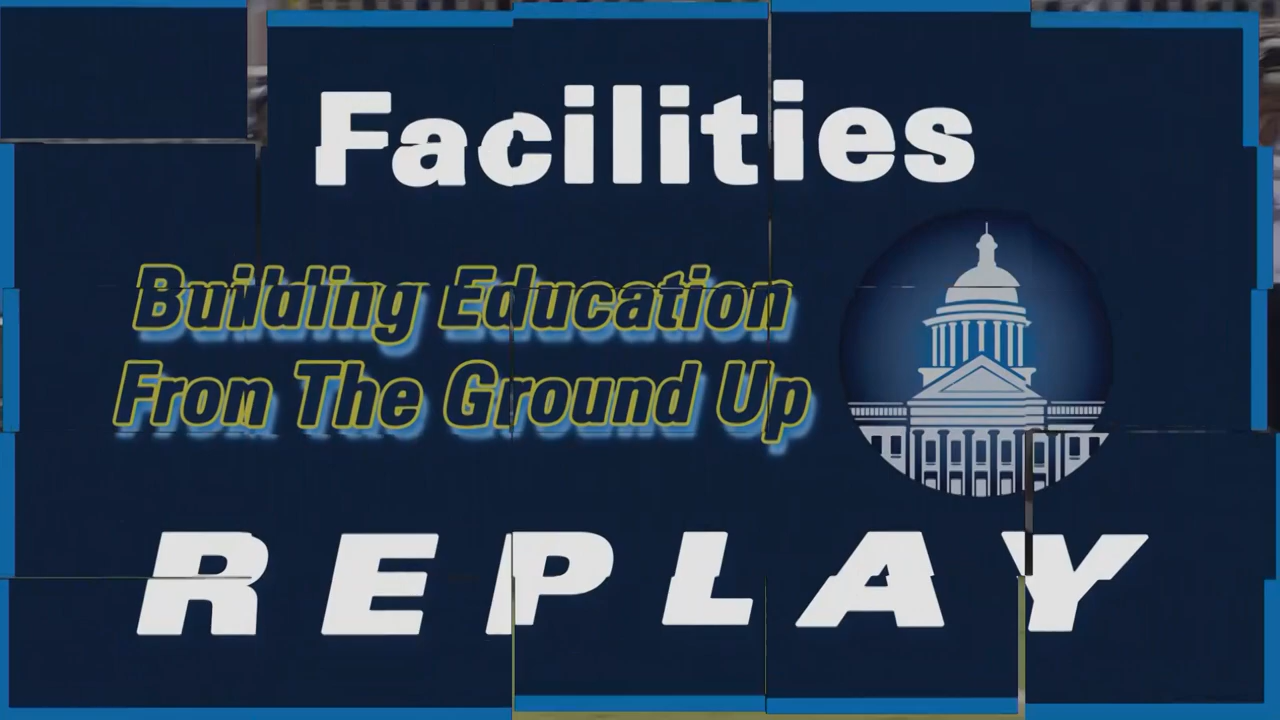 Facilities
Building Education
From The Ground Up
REPLAY